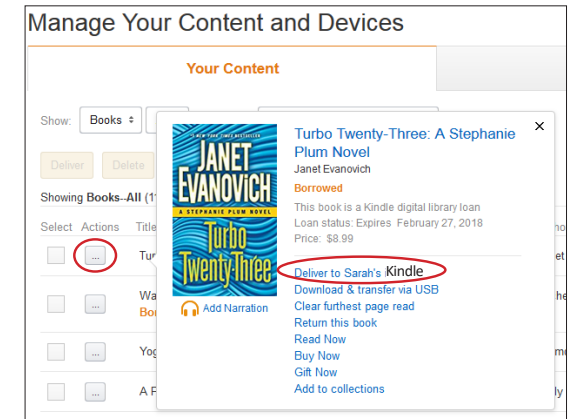 Manage Your Content and Devices
Your Content
Show: Books
Deliver Delete
Showing Books--All (1
Select Actions Title
...
...
...
...
Yog
A F
JANET
EVANOVICH
A STEPHANIE PLUM NOVEL
Turbo
Twenty-Three
Add Narration
×
Turbo Twenty-Three: A Stephanie
Plum Novel
Janet Evanovich
Borrowed
This book is a Kindle digital library loan
Loan status: Expires February 27, 2018
Price: $8.99
Deliver to Sarah's Kindle
Download & transfer via USB
Clear furthest page read
Return this book
Read Now
Buy Now
Gift Now
Add to collections